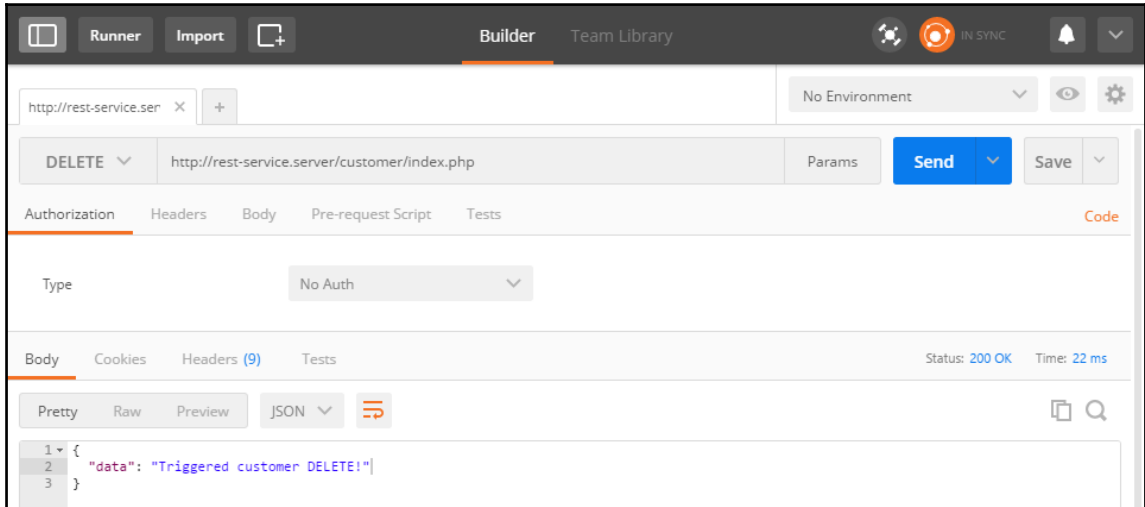 Runner Import Builder Team Library IN SYNC
http://rest-service.ser No Environment
DELETE http://rest-service.server/customer/index.php Params Send Save
Authorization Headers Body Pre-request Script Tests Code
Type No Auth
Body Cookies Headers (9) Tests Status: 200 OK Time: 22 ms
Pretty Raw Preview JSON
1 {
2 "data": "Triggered customer DELETE!"
3 }